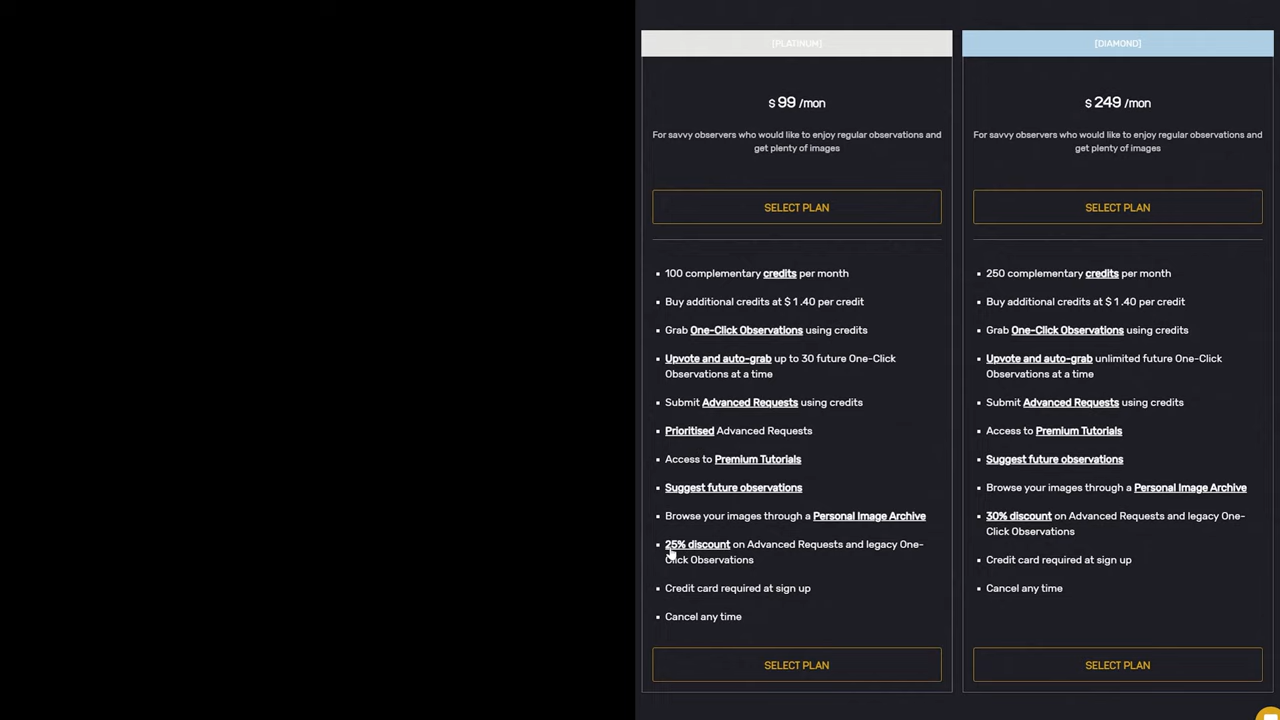 [PLATINUM]
$ 99 /mon
For savvy observers who would like to enjoy regular observations and
get plenty of images
SELECT PLAN
▪ 100 complementary credits per month
▪ Buy additional credits at $ 1.40 per credit
▪ Grab One-Click Observations using credits
▪ Upvote and auto-grab up to 30 future One-Click
Observations at a time
▪ Submit Advanced Requests using credits
▪ Prioritised Advanced Requests
▪ Access to Premium Tutorials
▪ Suggest future observations
▪ Browse your images through a Personal Image Archive
▪ 25% discount on Advanced Requests and legacy One-
Click Observations
▪ Credit card required at sign up
▪ Cancel any time
SELECT PLAN
[DIAMOND]
$ 249 /mon
For savvy observers who would like to enjoy regular observations and
get plenty of images
SELECT PLAN
▪ 250 complementary credits per month
▪ Buy additional credits at $ 1.40 per credit
▪ Grab One-Click Observations using credits
▪ Upvote and auto-grab unlimited future One-Click
Observations at a time
▪ Submit Advanced Requests using credits
▪ Access to Premium Tutorials
▪ Suggest future observations
▪ Browse your images through a Personal Image Archive
▪ 30% discount on Advanced Requests and legacy One-
Click Observations
▪ Credit card required at sign up
▪ Cancel any time
SELECT PLAN